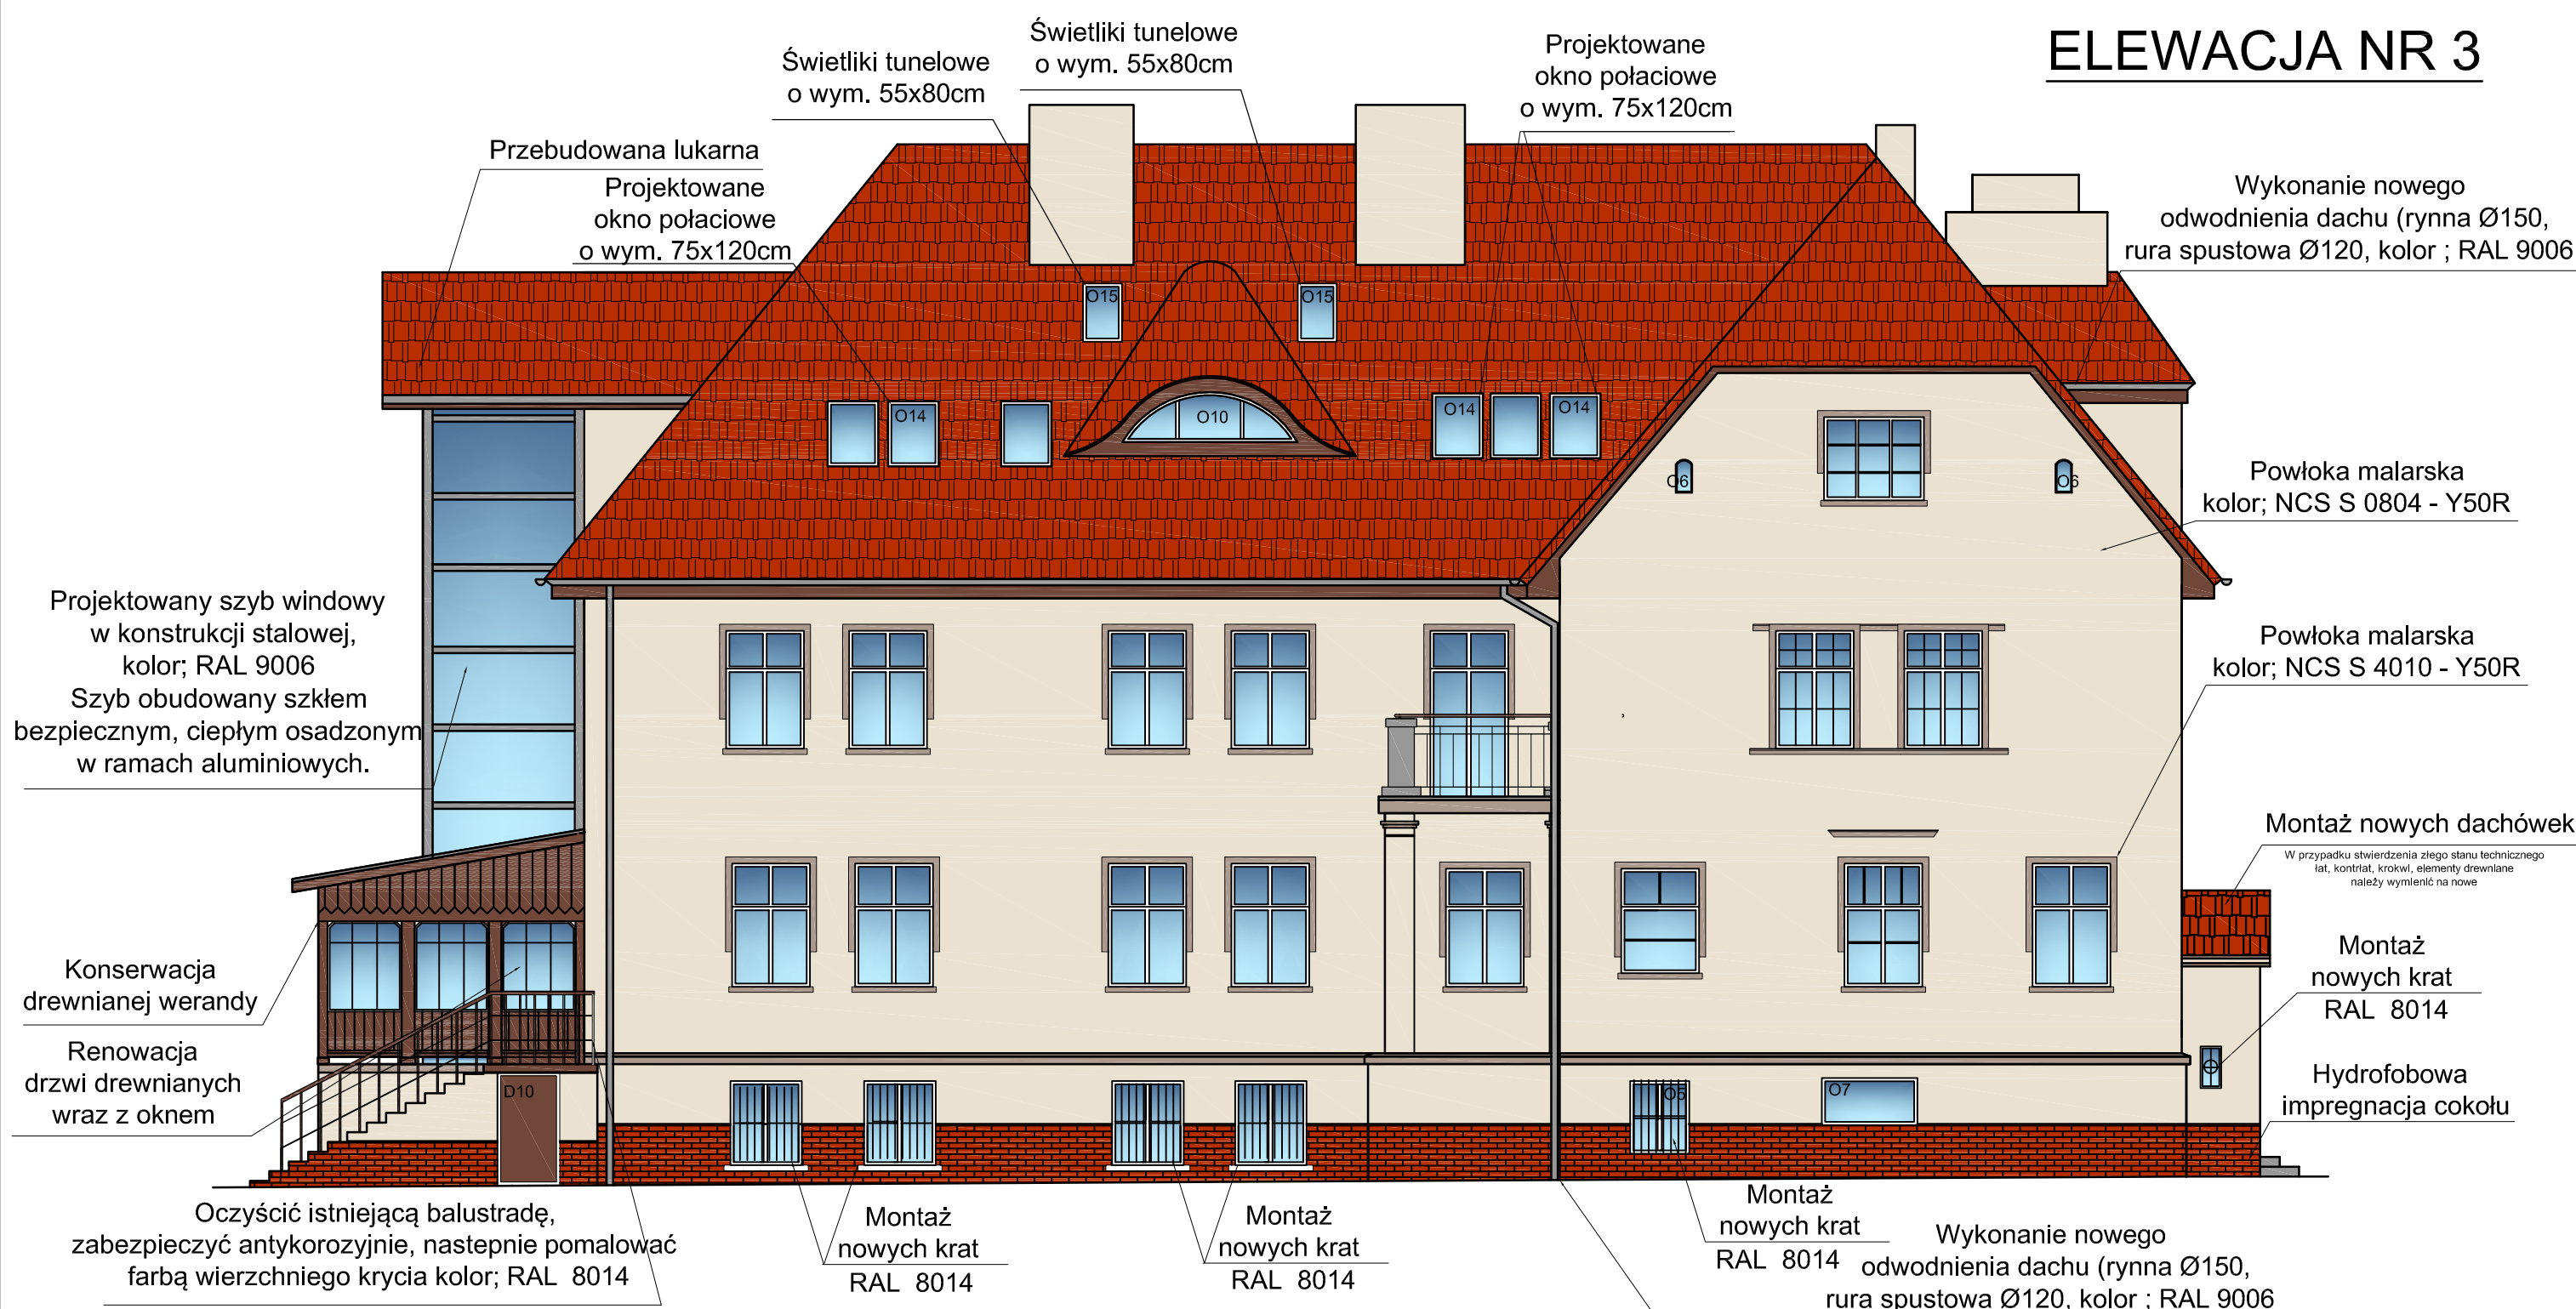 ELEWACJA NR 3
Świetliki tunelowe
o wym. 55x80cm
Świetliki tunelowe
o wym. 55x80cm
Projektowane
okno połaciowe
o wym. 75x120cm
Przebudowana lukarna
Projektowane
okno połaciowe
o wym. 75x120cm
Wykonanie nowego
odwodnienia dachu (rynna Ø150,
rura spustowa Ø120, kolor ; RAL 9006
O15
O15
O14
O10
O14
O14
O6
O6
Powłoka malarska
kolor; NCS S 0804 - Y50R
Projektowany szyb windowy
w konstrukcji stalowej,
kolor; RAL 9006
Szyb obudowany szkłem
bezpiecznym, ciepłym osadzonym
w ramach aluminiowych.
Powłoka malarska
kolor; NCS S 4010 - Y50R
Montaż nowych dachówek
W przypadku stwierdzenia złego stanu technicznego
łat, kontrłat, krokwi, elementy drewniane
należy wymienić na nowe
Konserwacja
drewnianej werandy
Montaż
nowych krat
RAL 8014
Renowacja
drzwi drewnianych
wraz z oknem
Hydrofobowa
impregnacja cokołu
D10
O5
O7
Oczyścić istniejącą balustradę,
zabezpieczyć antykorozyjnie, nastepnie pomalować
farbą wierzchniego krycia kolor; RAL 8014
Montaż
nowych krat
RAL 8014
Montaż
nowych krat
RAL 8014
Montaż
nowych krat
RAL 8014
Wykonanie nowego
odwodnienia dachu (rynna Ø150,
rura spustowa Ø120, kolor ; RAL 9006